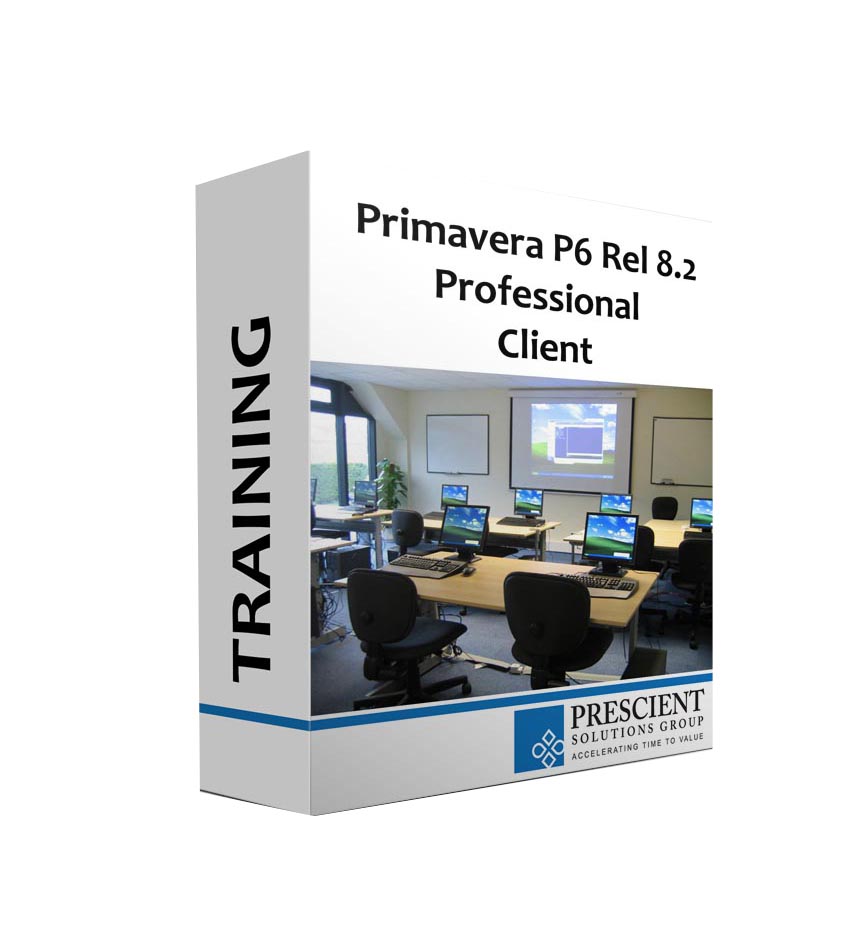 Primavera P6 Rel 8.2
Professional
Client
TRAINING
PRESCIENT
SOLUTIONS GROUP
ACCELERATING TIME TO VALUE